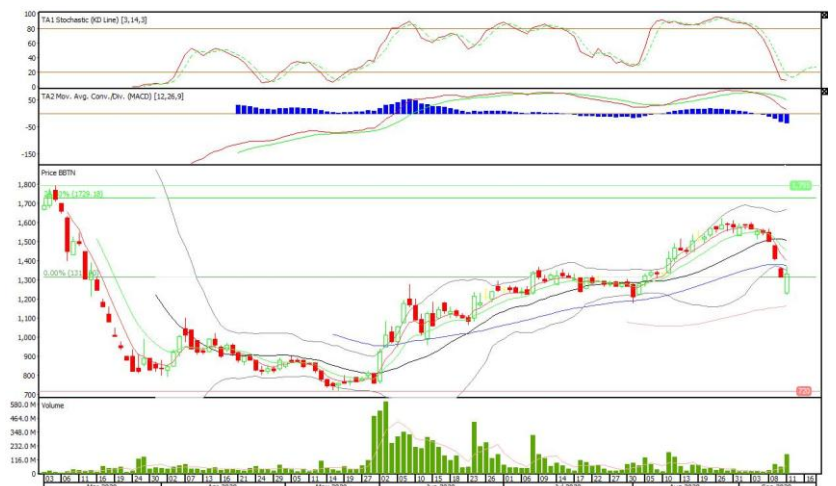 TA1 Stochastic (KD Line) [3,14,3]
100
80
60
40
20
0
TA2 Mov. Avg. Conv./Div. (MACD) [12,26,9]
50
-50
-150
Price BBTN
1,800
1,700
1,600
1,500
1,400
1,300
1,200
1,100
1,000
900
800
700
(1729.18)
0.00%
Volume
580.0 M
464.0 M
348.0 M
232.0 M
116.0 M
0
03 06 11 16 19 24 30 02 07 13 16 21 24 29 05 08 13 18 27 02 05 10 15 18 23 26 01 06 09 14 17 22 27 30 05 10 13 19 26 31 03 08 11 16